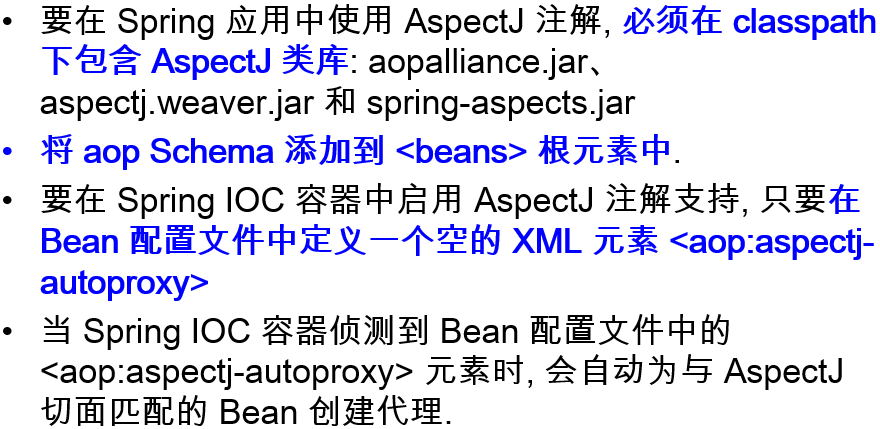 • 要在 Spring 应用中使用 AspectJ 注解, 必须在 classpath
下包含 AspectJ 类库: aopalliance.jar、
aspectj.weaver.jar 和 spring-aspects.jar
• 将 aop Schema 添加到 <beans> 根元素中.
• 要在 Spring IOC 容器中启用 AspectJ 注解支持, 只要在
Bean 配置文件中定义一个空的 XML 元素 <aop:aspectj-
autoproxy>
• 当 Spring IOC 容器侦测到 Bean 配置文件中的
<aop:aspectj-autoproxy> 元素时, 会自动为与 AspectJ
切面匹配的 Bean 创建代理.